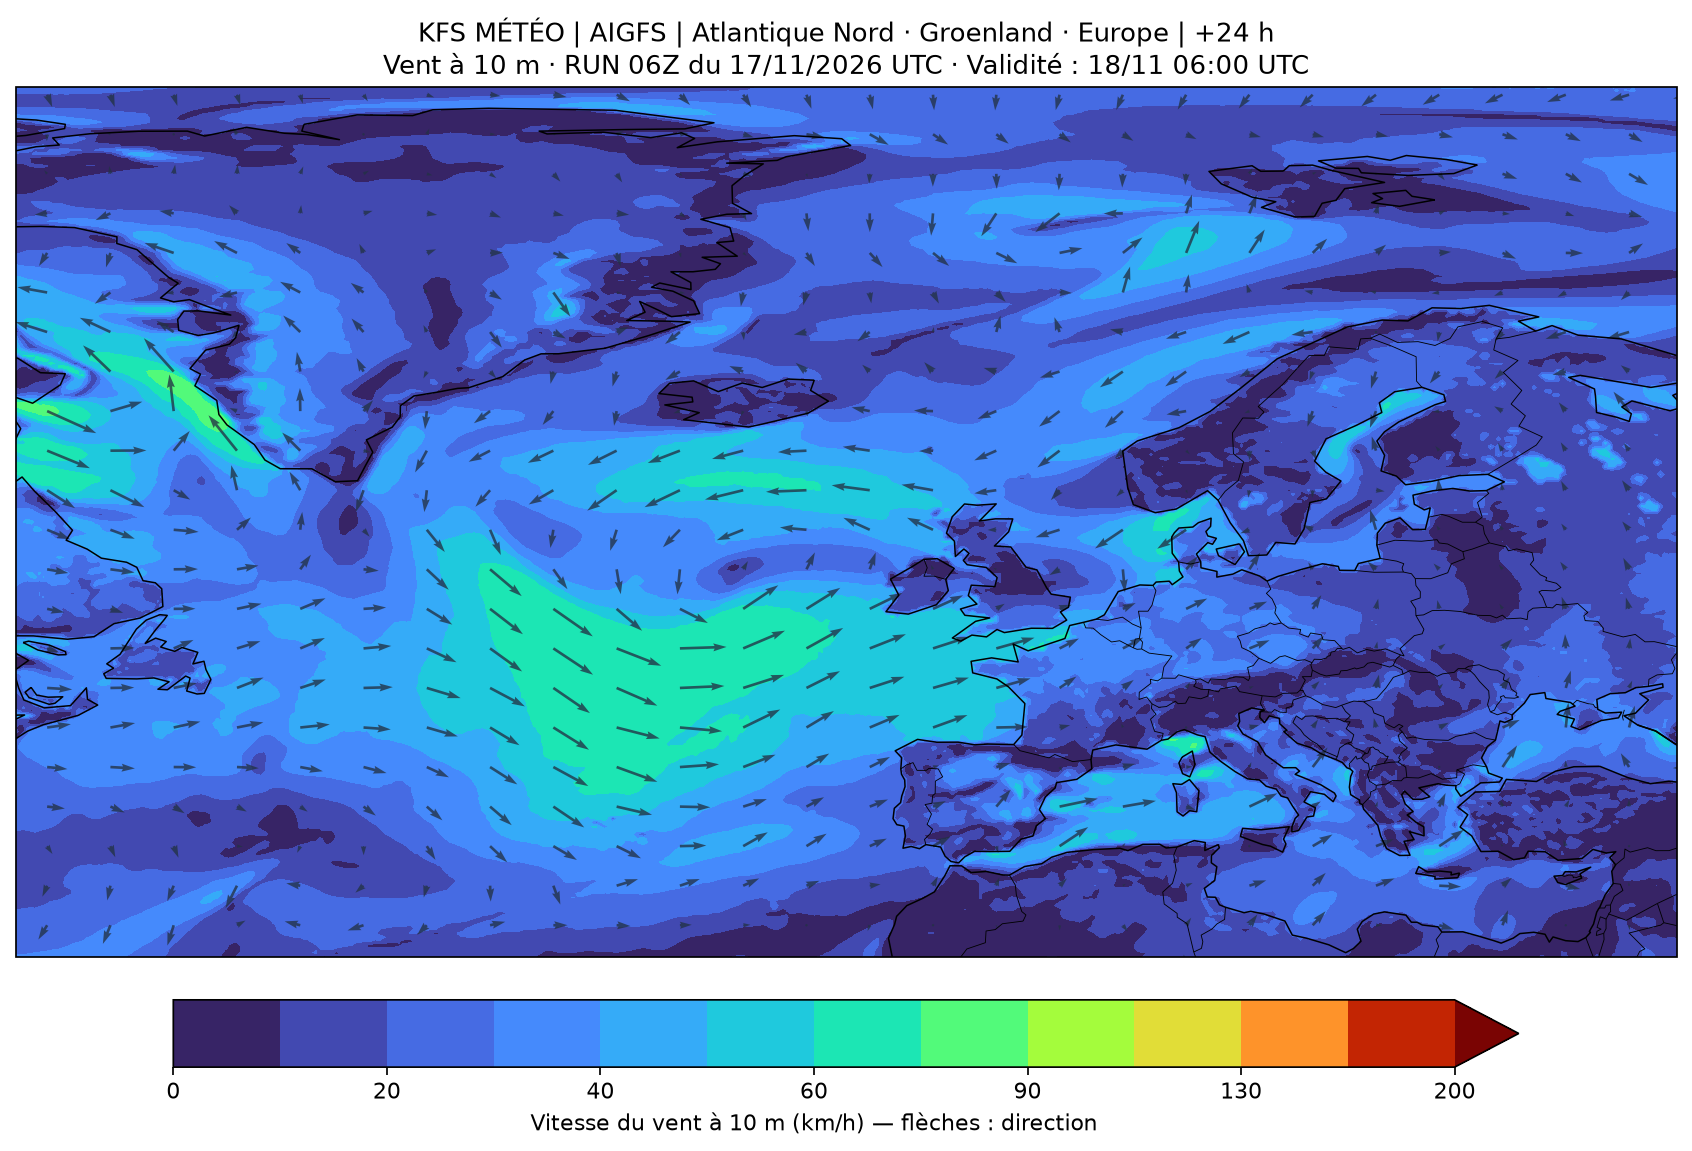 KFS MÉTÉO | AIGFS | Atlantique Nord · Groenland · Europe | +24 h
Vent à 10 m · RUN 06Z du 17/11/2026 UTC · Validité : 18/11 06:00 UTC
0 20 40 60 90 130 200
Vitesse du vent à 10 m (km/h) — flèches : direction